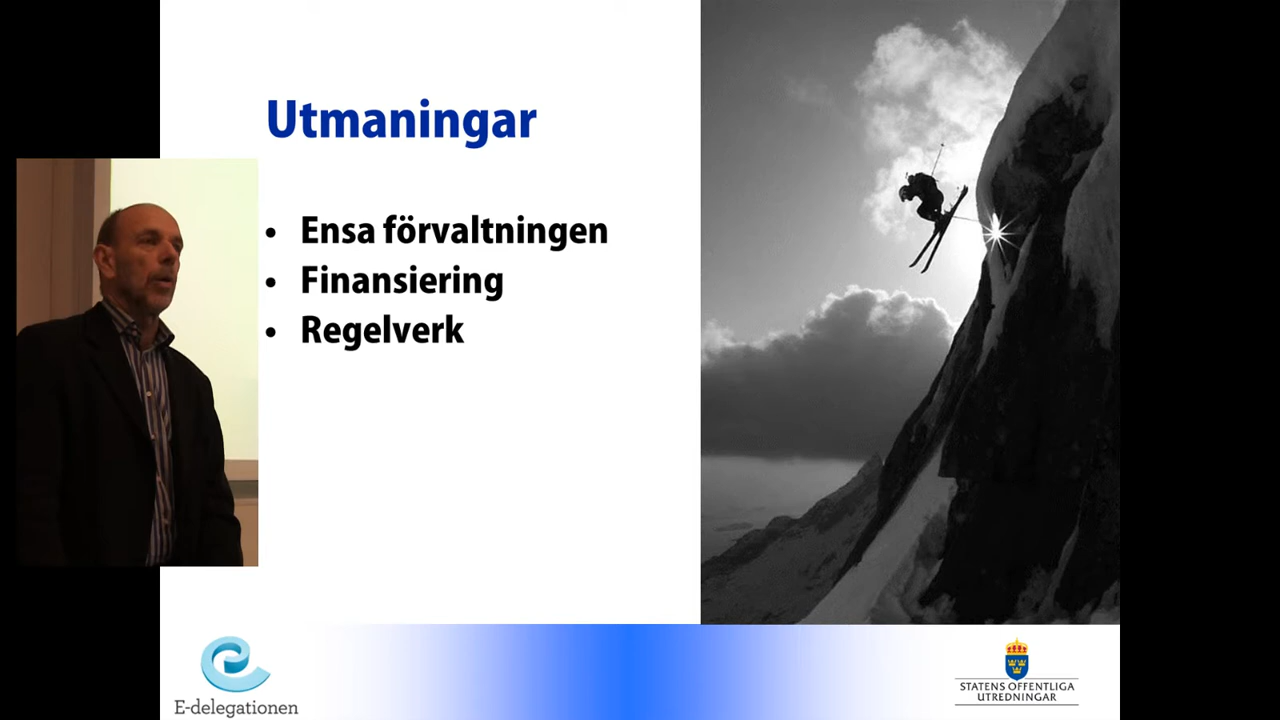 Utmaningar
• Ensa förvaltningen
• Finansiering
• Regelverk
E-delegationen
STATENS OFFENTLIGA
UTREDNINGAR